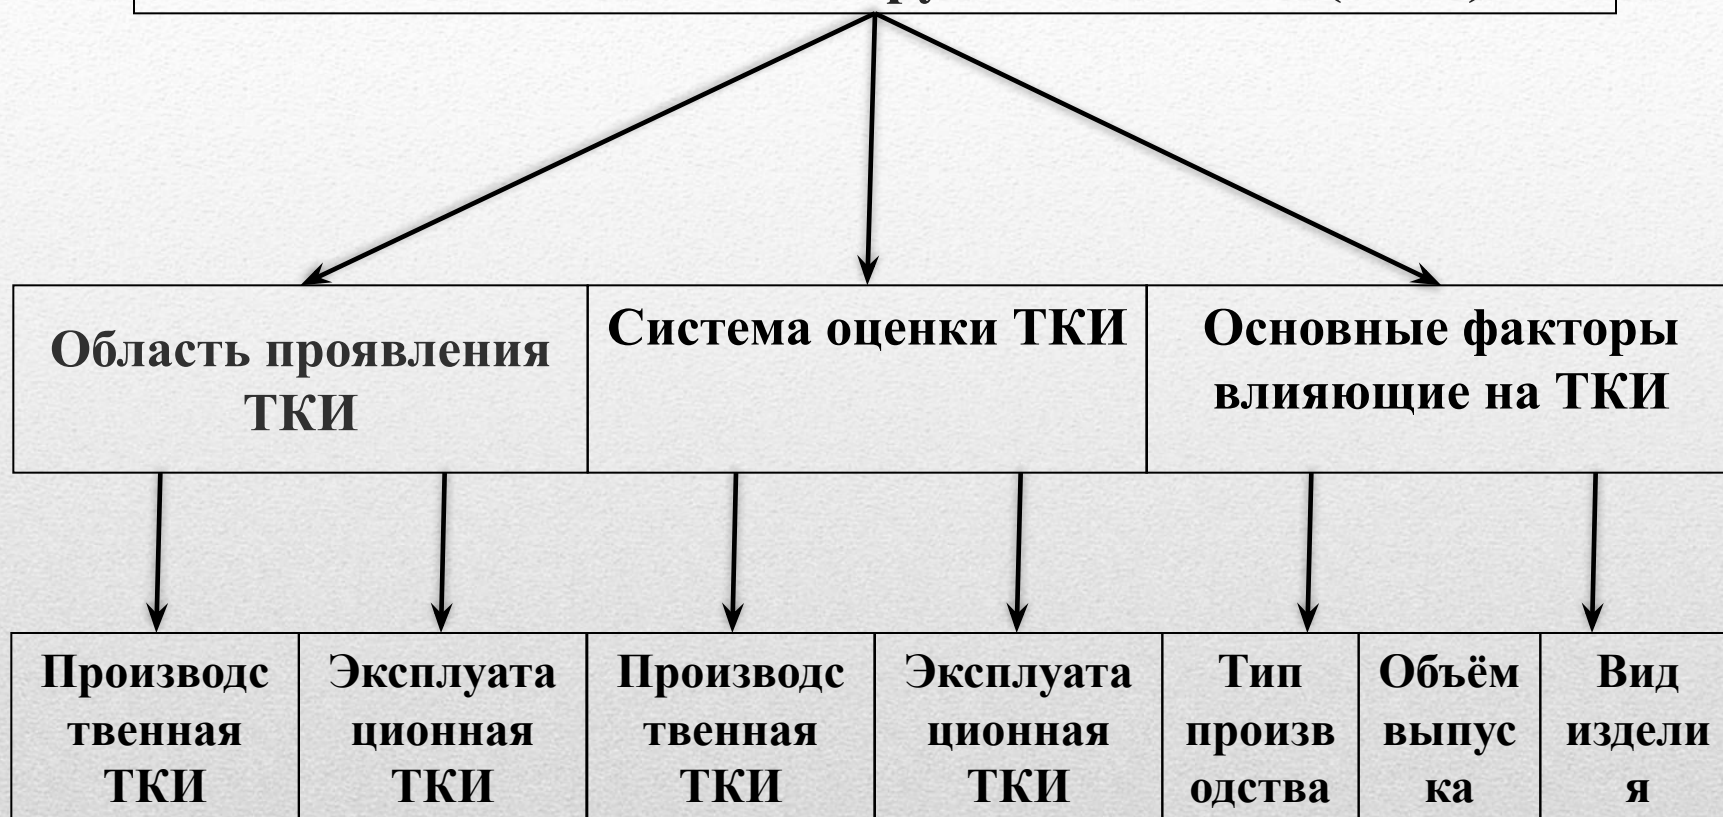 Область проявления
ТКИ
Система оценки ТКИ
Основные факторы
влияющие на ТКИ
Производс
твенная
ТКИ
Эксплуата
ционная
ТКИ
Производс
твенная
ТКИ
Эксплуата
ционная
ТКИ
Тип
произв
одства
Объём
выпус
ка
Вид
издели
я